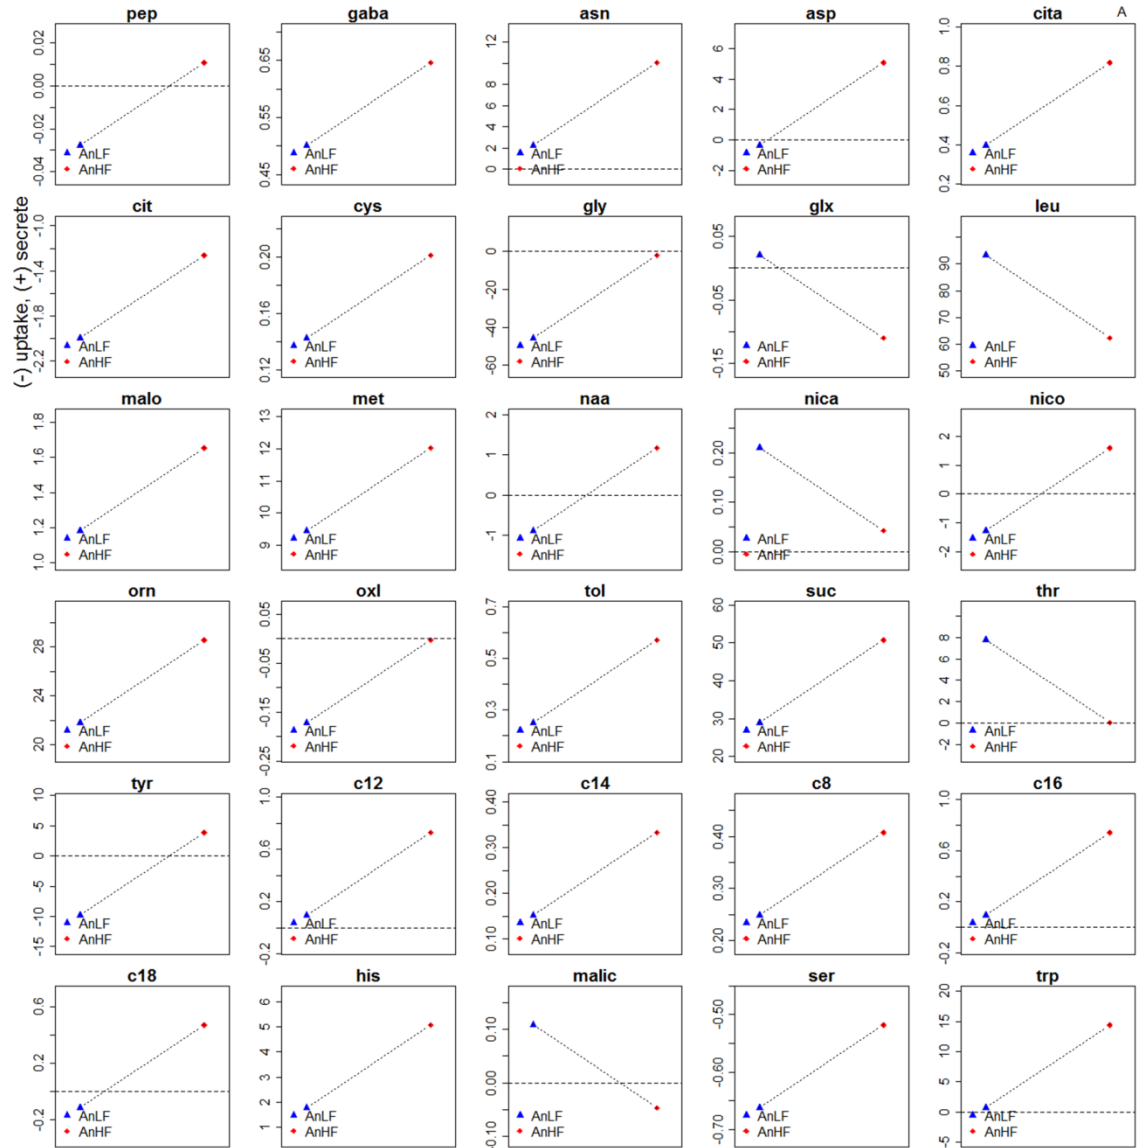 pep gaba asn asp cita A
0.02 0.65 12 6 1.0
0.00 0.55 10 4 0.8
-0.02 0.45 8 2 0.6
-0.04 6 0 0.4
4 -2 0.2
2
0
AnLF AnLF AnLF AnLF AnLF
AnHF AnHF AnHF AnHF AnHF
(-) uptake, (+) secrete
cit cys gly glx leu
-1.0 0.20 0 0.05 90
-1.4 0.16 -20 -0.05 80
-1.8 0.12 -40 -0.15 70
-2.2 -60 60
50
AnLF AnLF AnLF AnLF AnLF
AnHF AnHF AnHF AnHF AnHF
malo met naa nica nico
1.8 13 2 0.20 2
1.6 12 1 0.10 1
1.4 11 0 0.00 0
1.2 10 -1 -1
1.0 9 -2
AnLF AnLF AnLF AnLF AnLF
AnHF AnHF AnHF AnHF AnHF
orn oxl tol suc thr
28 0.05 0.7 60 8
24 -0.05 0.5 50 6
20 -0.15 0.3 40 4
-0.25 0.1 30 2
20 0
-2
AnLF AnLF AnLF AnLF AnLF
AnHF AnHF AnHF AnHF AnHF
tyr c12 c14 c8 c16
10 1.0 0.40 0.40 1.0
5 0.6 0.30 0.30 0.6
0 0.2 0.20 0.20 0.2
-5 -0.2 0.10 -0.2
-10
-15
AnLF AnLF AnLF AnLF AnLF
AnHF AnHF AnHF AnHF AnHF
c18 his malic ser trp
0.6 6 0.10 -0.50 20
0.2 5 0.00 -0.60 15
-0.2 4 -0.10 -0.70 10
3 5
2 0
1 -5
AnLF AnLF AnLF AnLF AnLF
AnHF AnHF AnHF AnHF AnHF